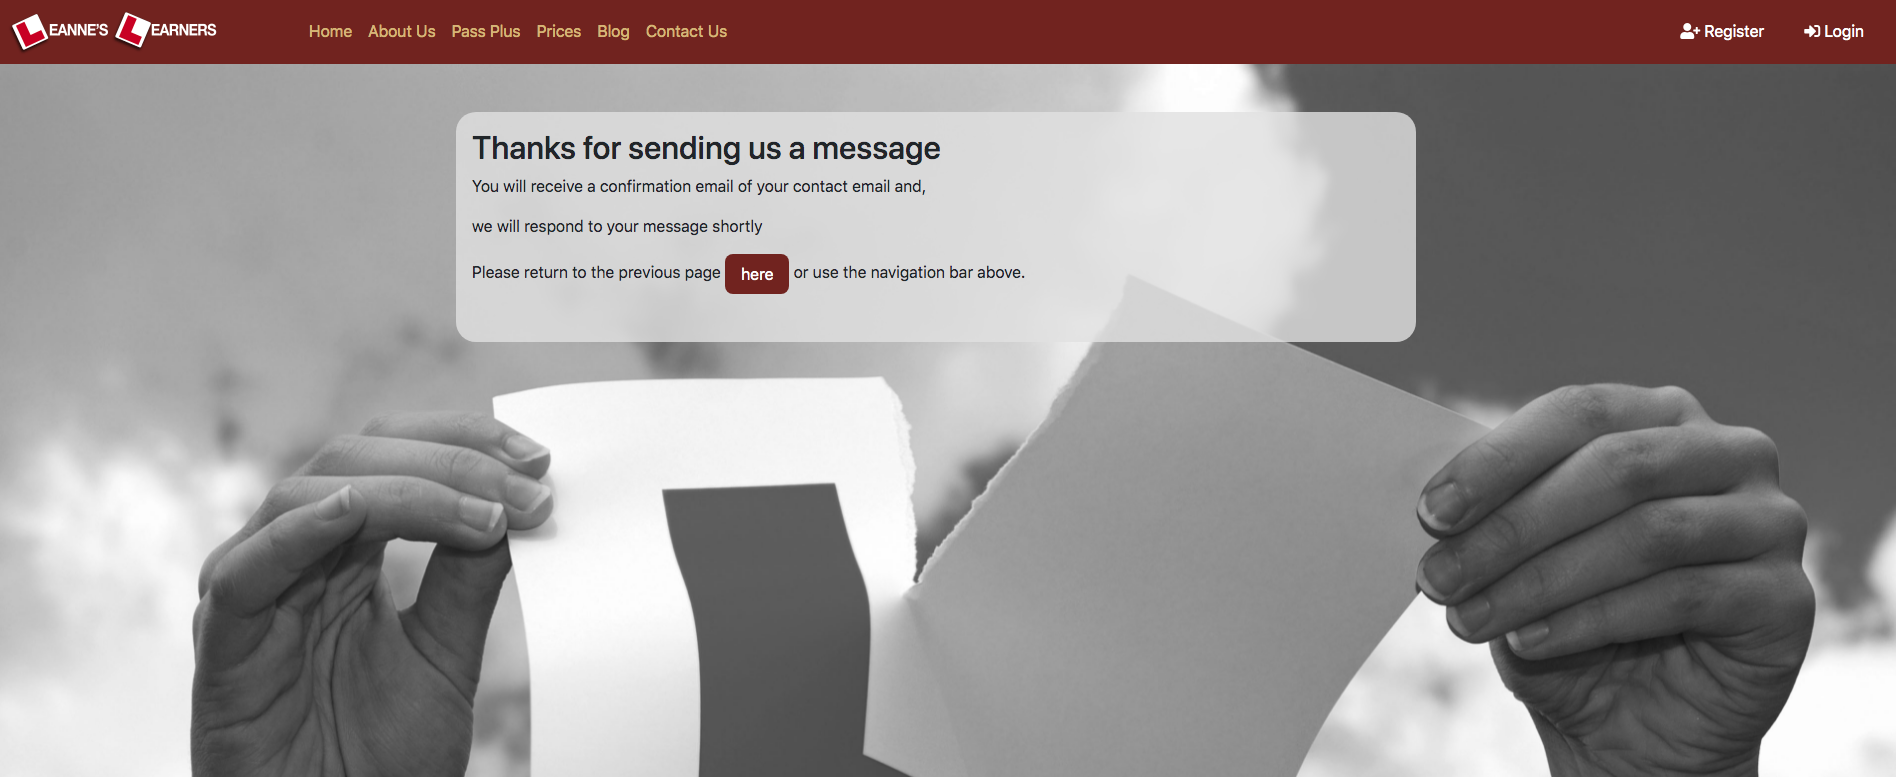 LEANNE'S LEARNERS
Home About Us Pass Plus Prices Blog Contact Us
Register Login
Thanks for sending us a message
You will receive a confirmation email of your contact email and,
we will respond to your message shortly
Please return to the previous page here or use the navigation bar above.